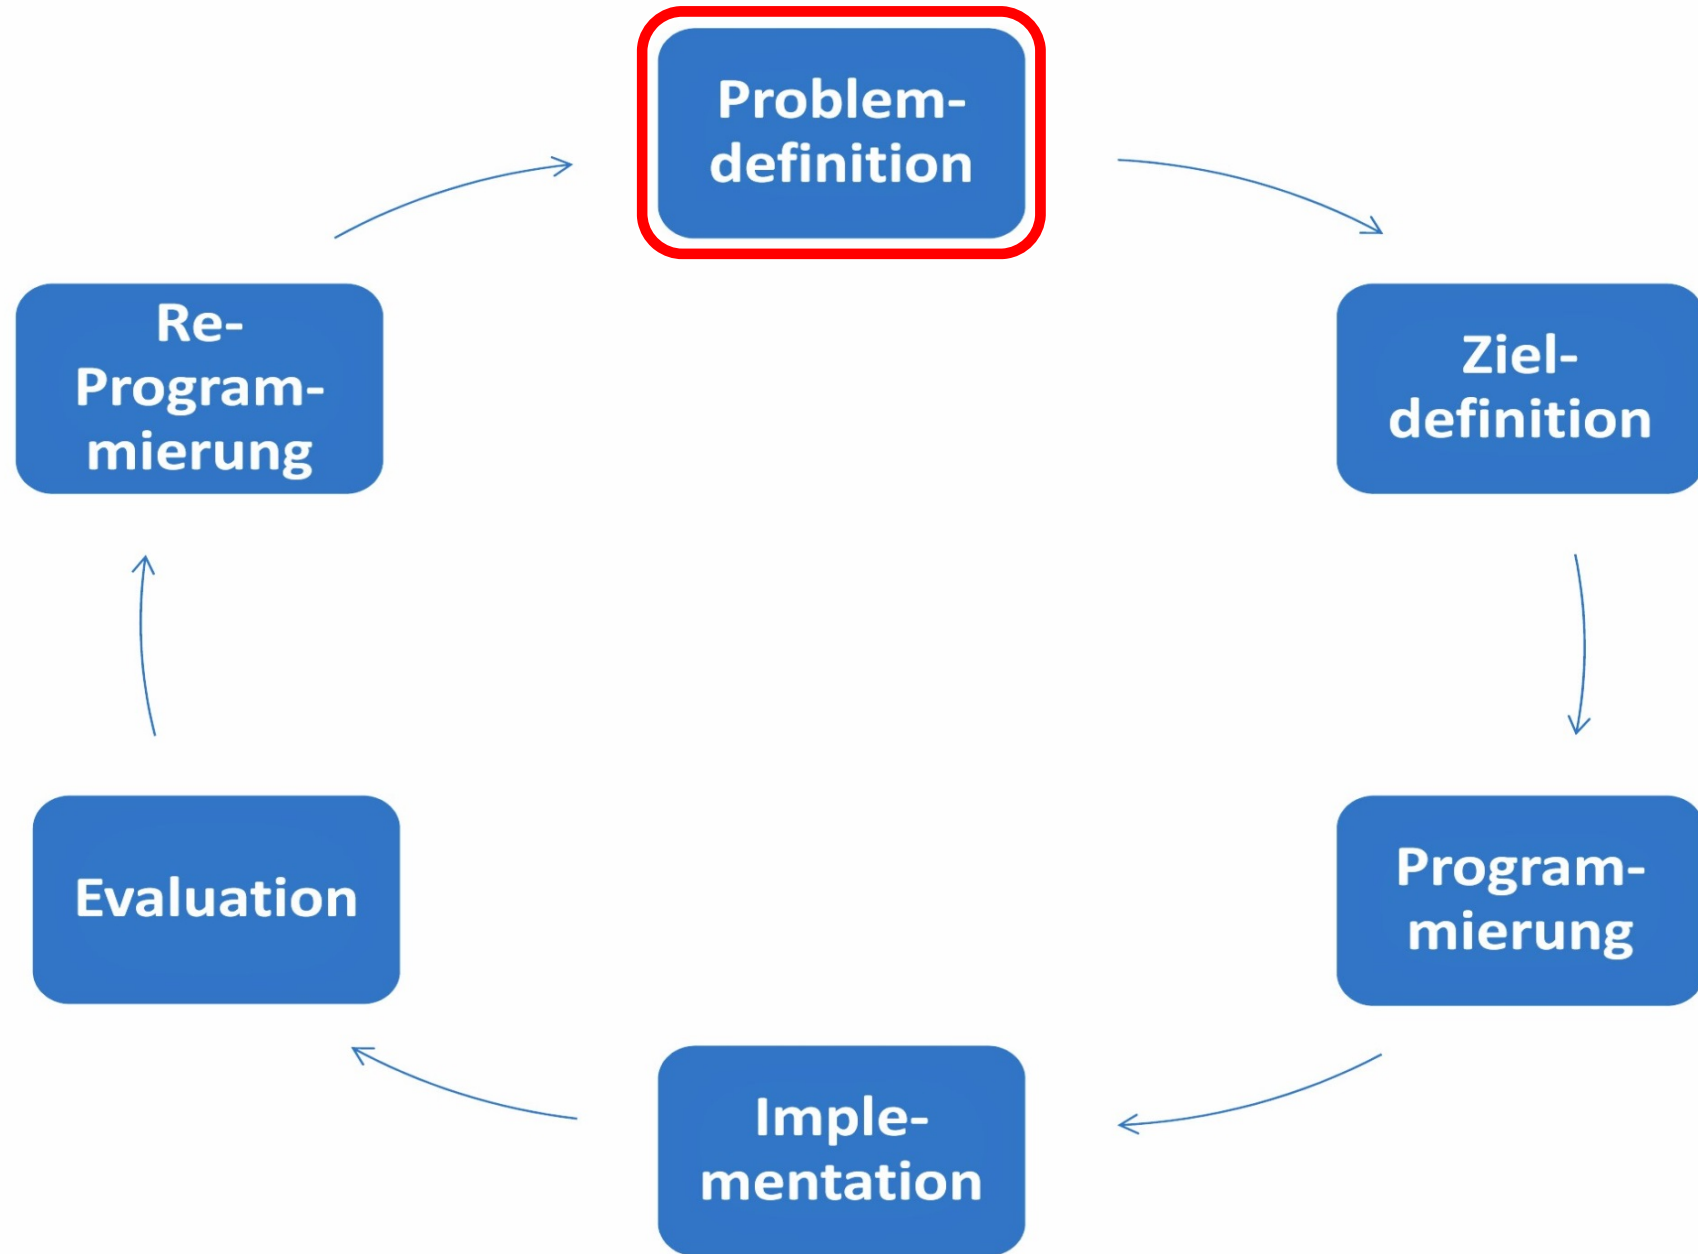 Problem-
definition
Ziel-
definition
Program-
mierung
Imple-
mentation
Evaluation
Re-
Program-
mierung